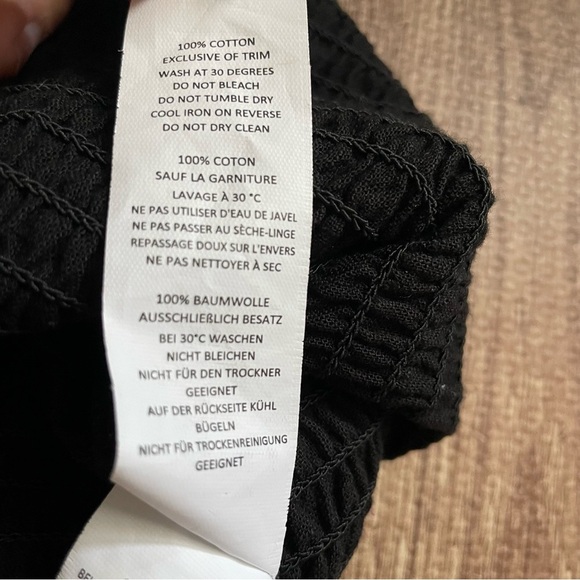 100% COTTON
EXCLUSIVE OF TRIM
WASH AT 30 DEGREES
DO NOT BLEACH
DO NOT TUMBLE DRY
COOL IRON ON REVERSE
DO NOT DRY CLEAN
100% COTON
SAUF LA GARNITURE
LAVAGE À 30 °C
NE PAS UTILISER D'EAU DE JAVEL
NE PAS PASSER AU SÈCHE-LINGE
REPASSAGE DOUX SUR L'ENVERS
NE PAS NETTOYER À SEC
100% BAUMWOLLE
AUSSCHLIEßLICH BESATZ
BEI 30°C WASCHEN
NICHT BLEICHEN
NICHT FÜR DEN TROCKNER
GEEIGNET
AUF DER RÜCKSEITE KÜHL
BÜGELN
NICHT FÜR TROCKENREINIGUNG
GEEIGNET